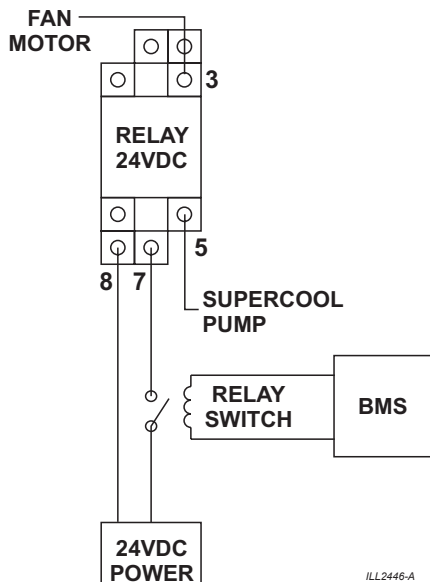 FAN
MOTOR
3
RELAY
24VDC
5
8 7
SUPERCOOL
PUMP
RELAY
SWITCH
BMS
24VDC
POWER
ILL2446-A